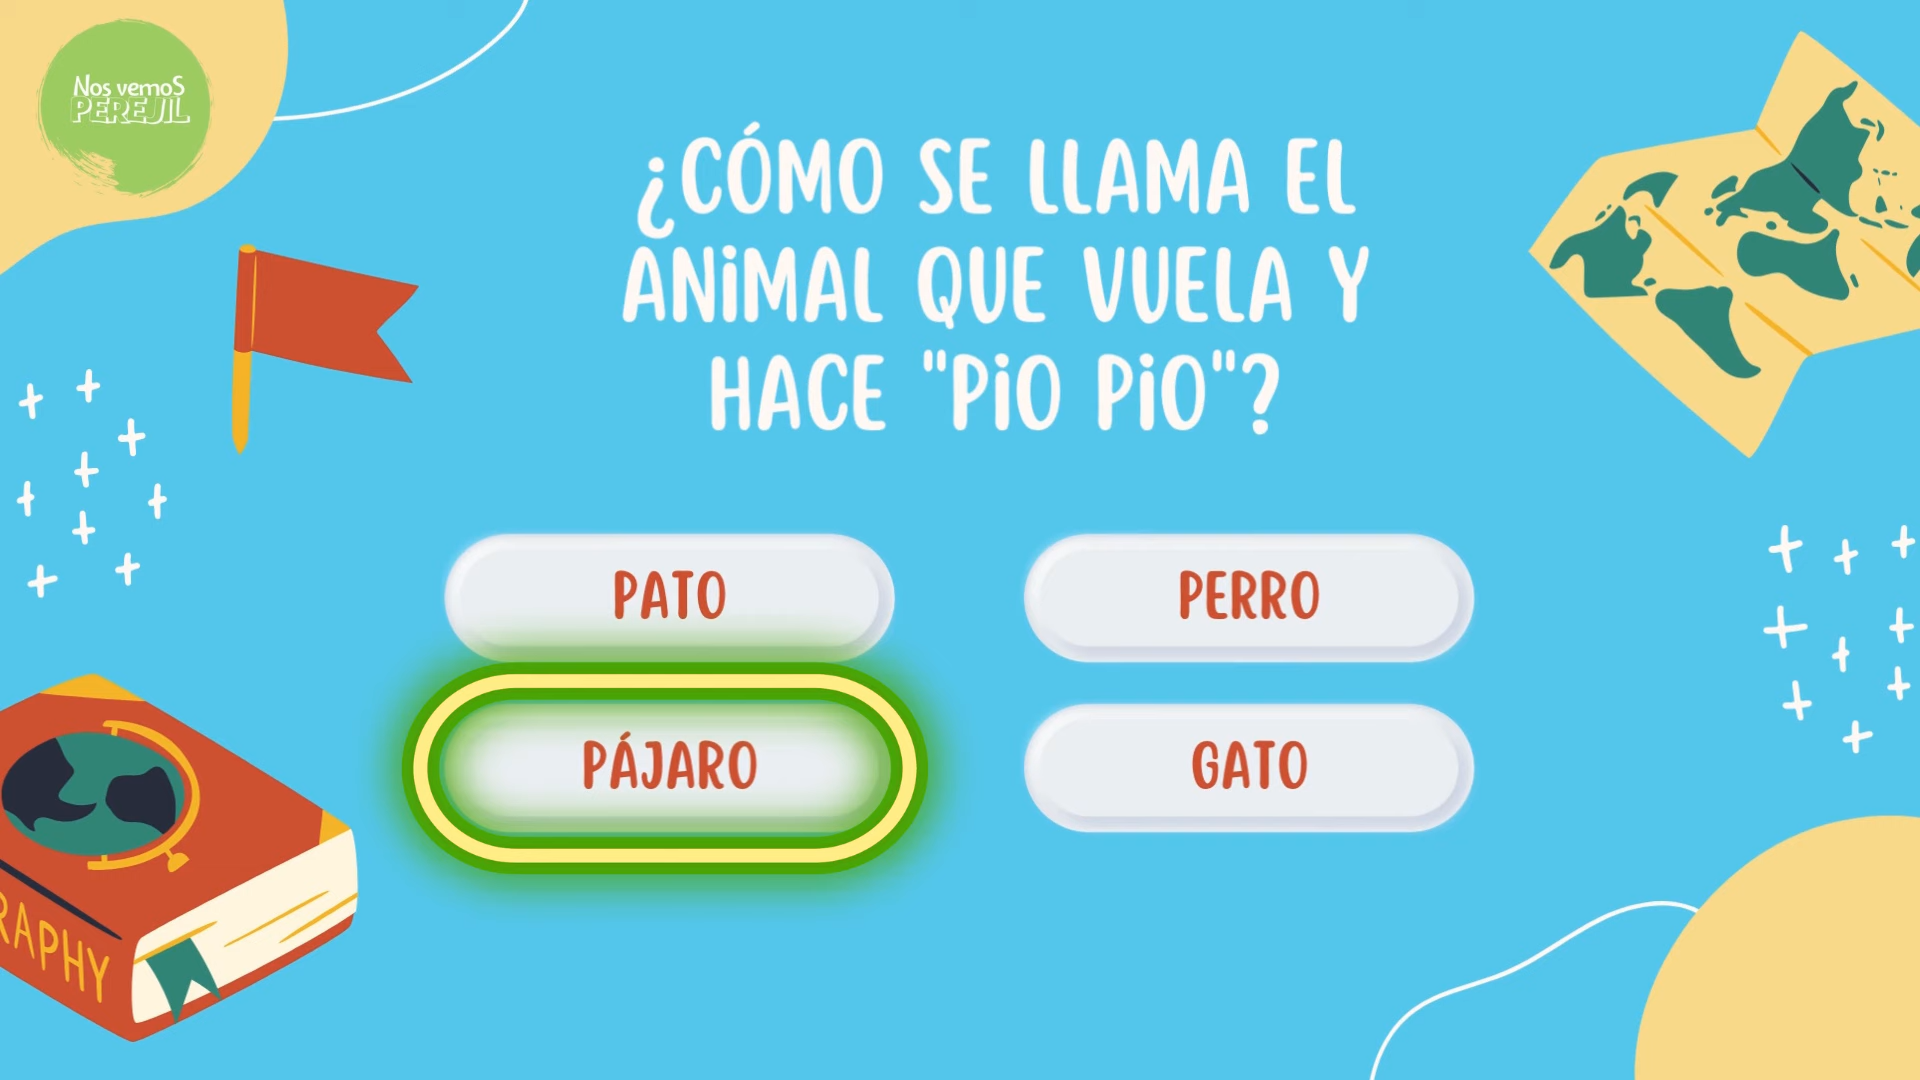 Nos vemoS
PEREJIL
¿CÓMO SE LLAMA EL
ANiMAL QUE VUELA Y
HACE "PiO PiO"?
PATO
PERRO
PÁJARO
GATO
RAPHY